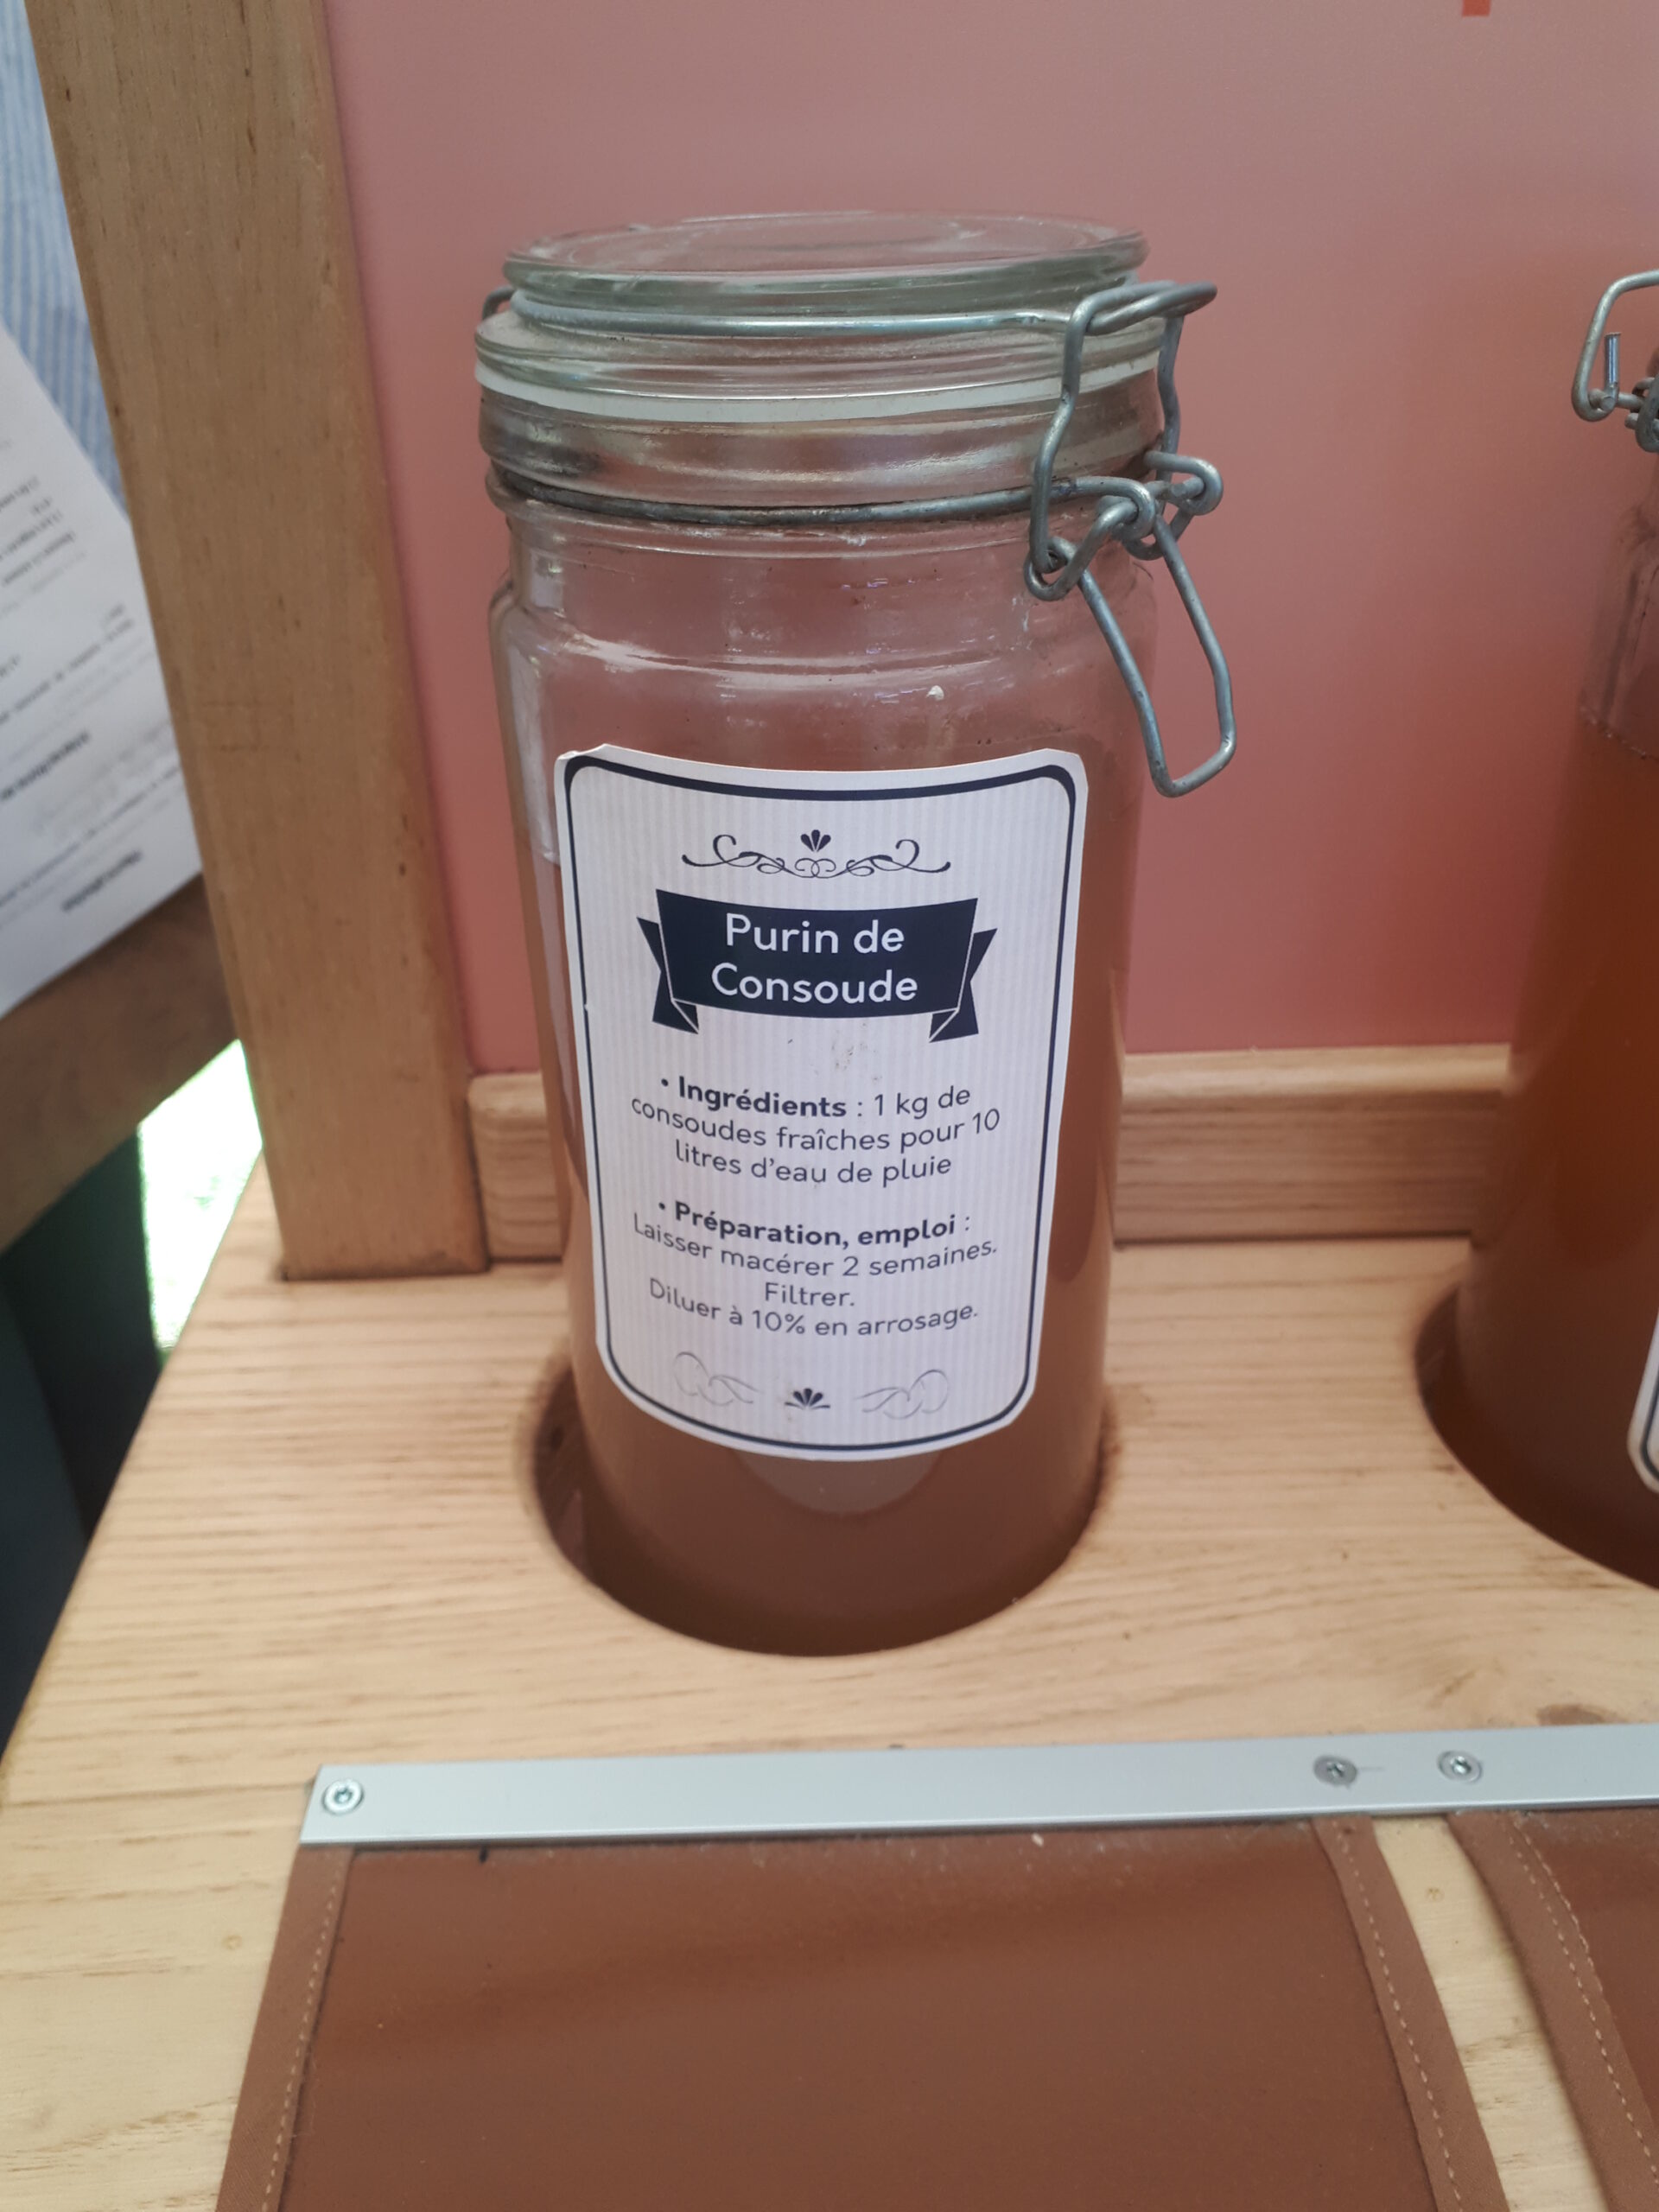 Purin de
Consoude
• Ingrédients : 1 kg de
consoudes fraîches pour 10
litres d'eau de pluie
• Préparation, emploi :
Laisser macérer 2 semaines.
Filtrer.
Diluer à 10% en arrosage.